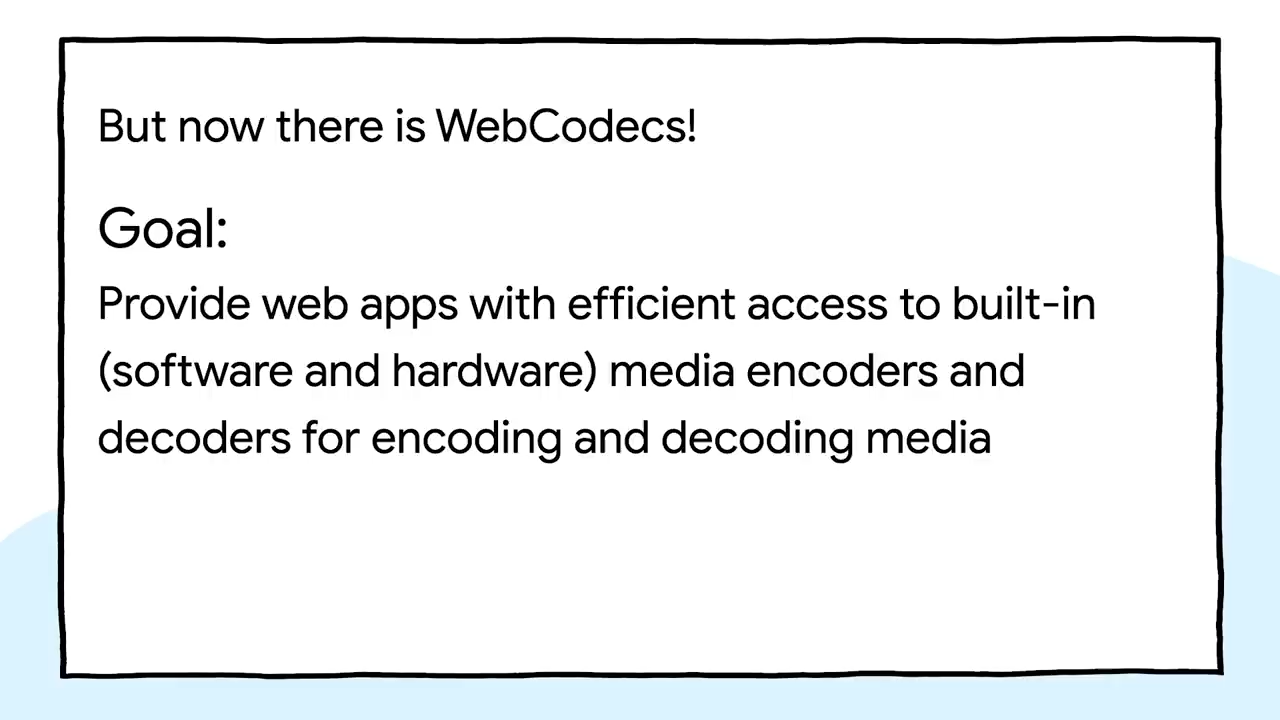 But now there is WebCodecs!
Goal:
Provide web apps with efficient access to built-in
(software and hardware) media encoders and
decoders for encoding and decoding media